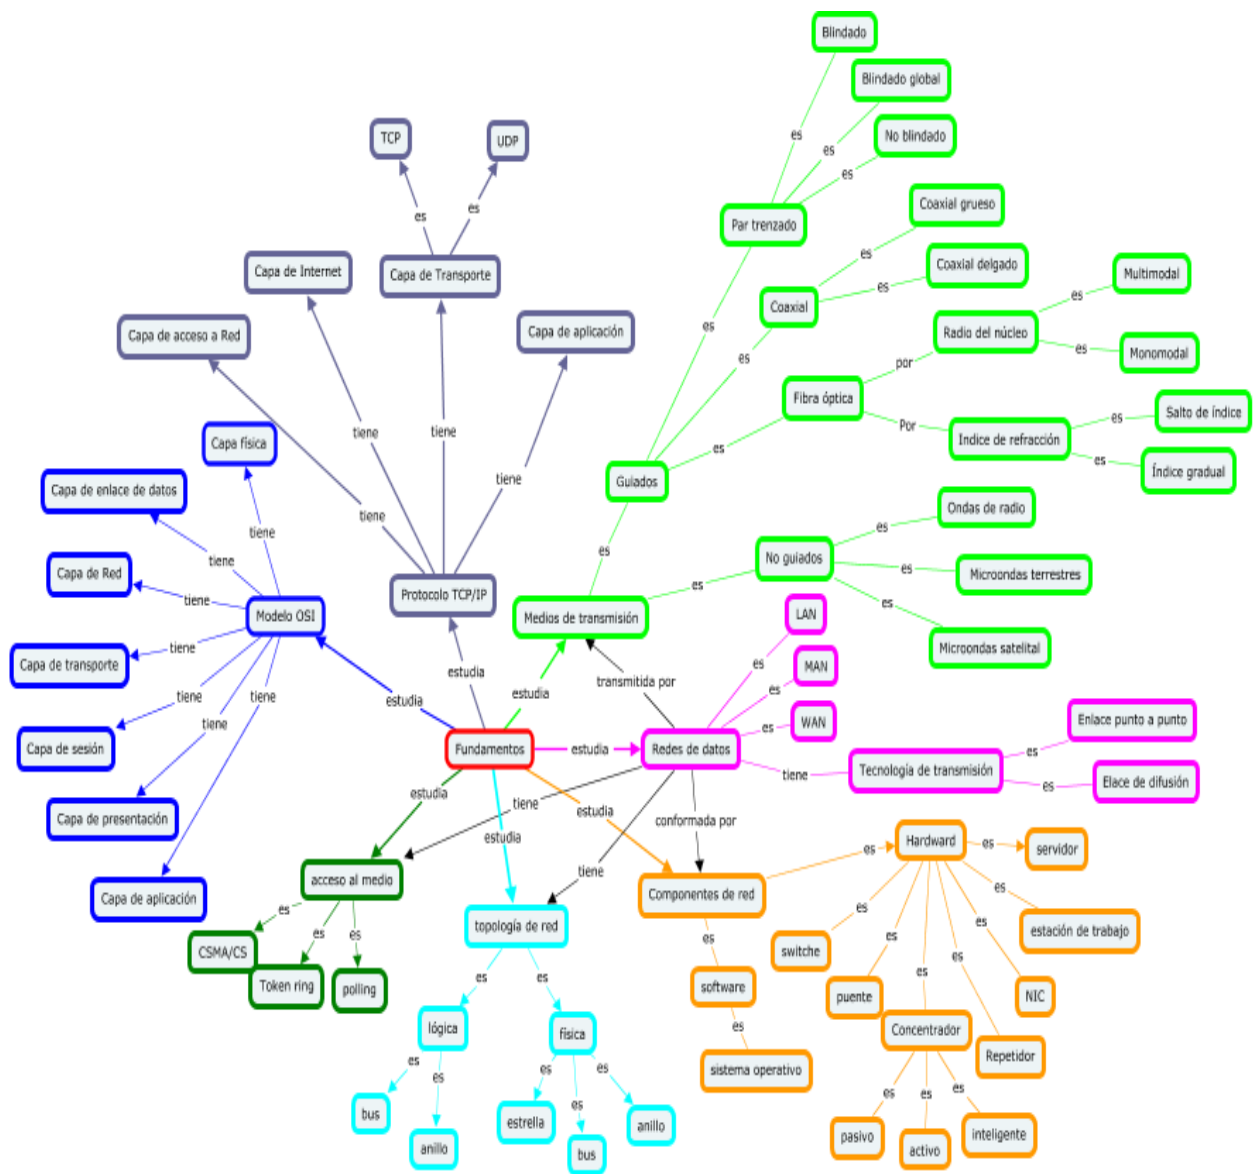 Blindado
Blindado global
TCP
UDP
No blindado
es
es
es
es
es
Coaxial grueso
Par trenzado
es
Capa de Internet
Capa de Transporte
Coaxial delgado
Multimodal
es
es
Coaxial
Capa de acceso a Red
Capa de aplicación
es
Radio del núcleo
es
Monomodal
es
por
Fibra óptica
Salto de índice
Capa física
tiene
tiene
es
Por
es
Indice de refracción
tiene
es
Índice gradual
Capa de enlace de datos
Guiados
tiene
tiene
Ondas de radio
es
es
tiene
No guiados
es
Microondas terrestres
Capa de Red
es
Protocolo TCP/IP
tiene
Modelo OSI
Medios de transmisión
LAN
es
tiene
Microondas satelital
Capa de transporte
es
MAN
estudia
transmitida por
tiene
tiene
estudia
es
estudia
tiene
WAN
Enlace punto a punto
es
Capa de sesión
Fundamentos
estudia
Redes de datos
es
tiene
Tecnología de transmisión
es
Elace de difusión
estudia
tiene
estudia
Capa de presentación
conformada por
estudia
Hardward
es
servidor
es
tiene
acceso al medio
Componentes de red
Capa de aplicación
es
es
es
topología de red
es
estación de trabajo
CSMA/CS
es
es
switche
es
es
es
es
Token ring
polling
es
es
software
puente
NIC
lógica
física
es
Concentrador
Repetidor
es
es
es
es
es
sistema operativo
es
es
es
bus
estrella
anillo
pasivo
inteligente
anillo
bus
activo